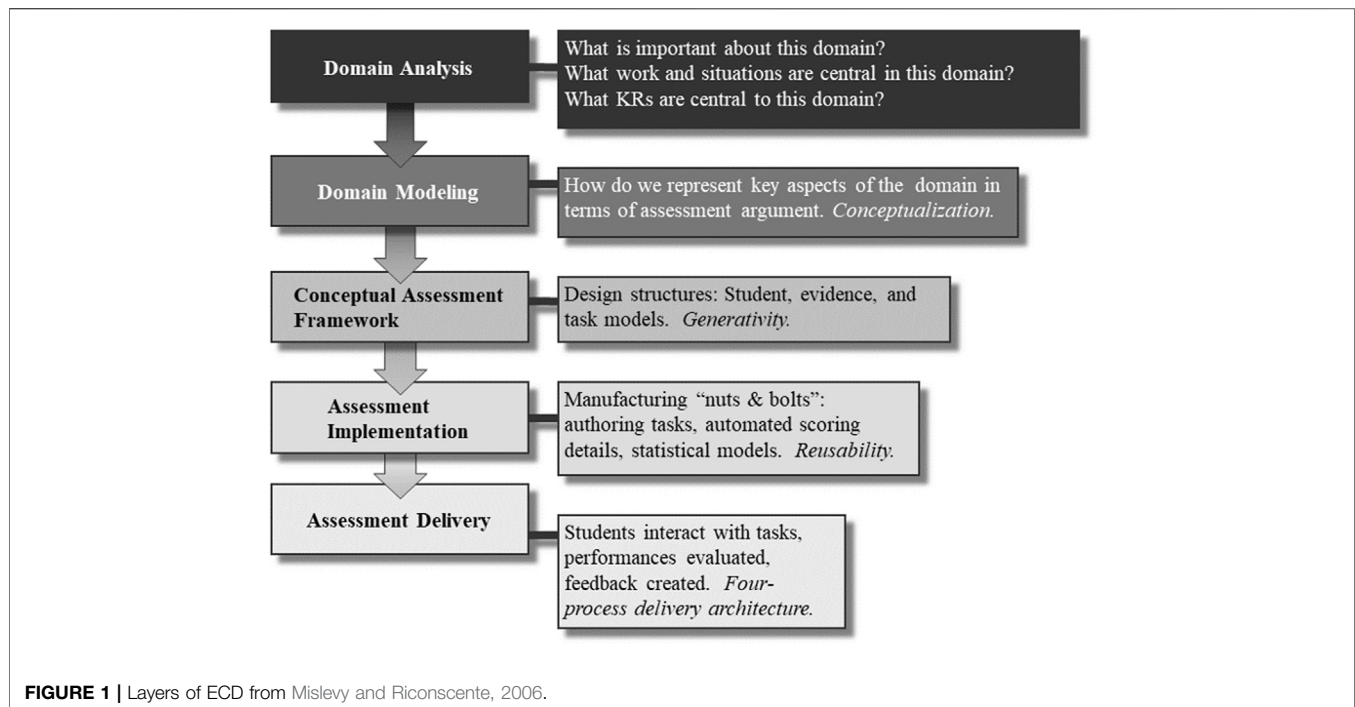 Domain Analysis
What is important about this domain?
What work and situations are central in this domain?
What KRs are central to this domain?
Domain Modeling
How do we represent key aspects of the domain in
terms of assessment argument. Conceptualization.
Conceptual Assessment
Framework
Design structures: Student, evidence, and
task models. Generativity.
Assessment
Implementation
Manufacturing “nuts & bolts”:
authoring tasks, automated scoring
details, statistical models. Reusability.
Assessment Delivery
Students interact with tasks,
performances evaluated,
feedback created. Four-
process delivery architecture.
FIGURE 1 | Layers of ECD from Mislevy and Riconscente, 2006.